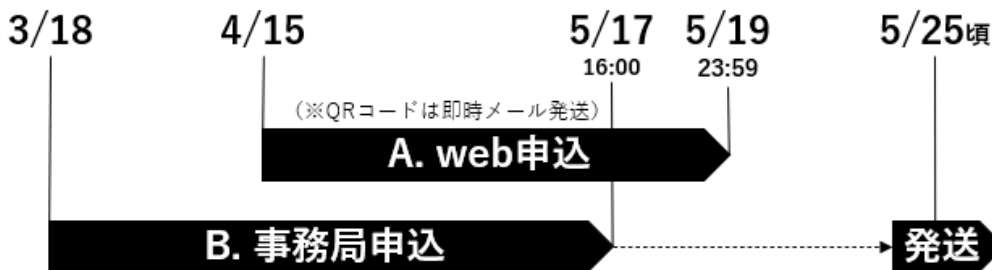 3/18 4/15 5/17 5/19 5/25頃
16:00 23:59
（※QRコードは即時メール発送）
A. web申込
B. 事務局申込 発送